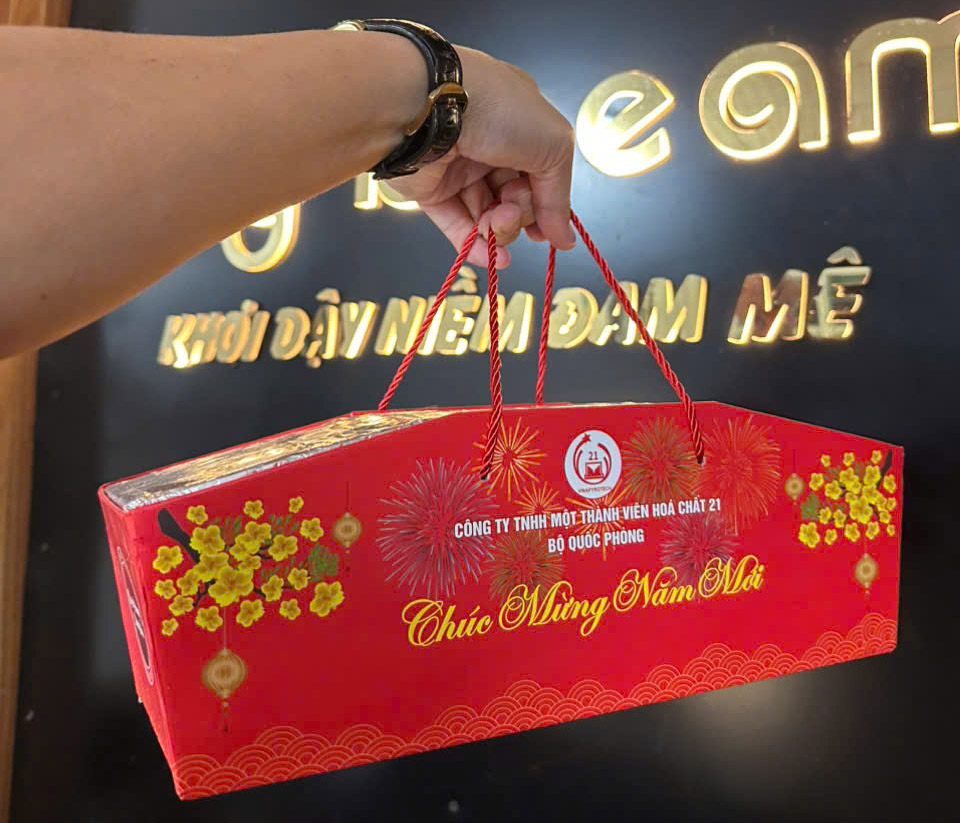 eam
KHƠI DẬY NIỀM ĐAM MÊ
21
CÔNG TY TNHH MỘT THÀNH VIÊN HOÁ CHẤT 21
BỘ QUỐC PHÒNG
Chúc Mừng Năm Mới